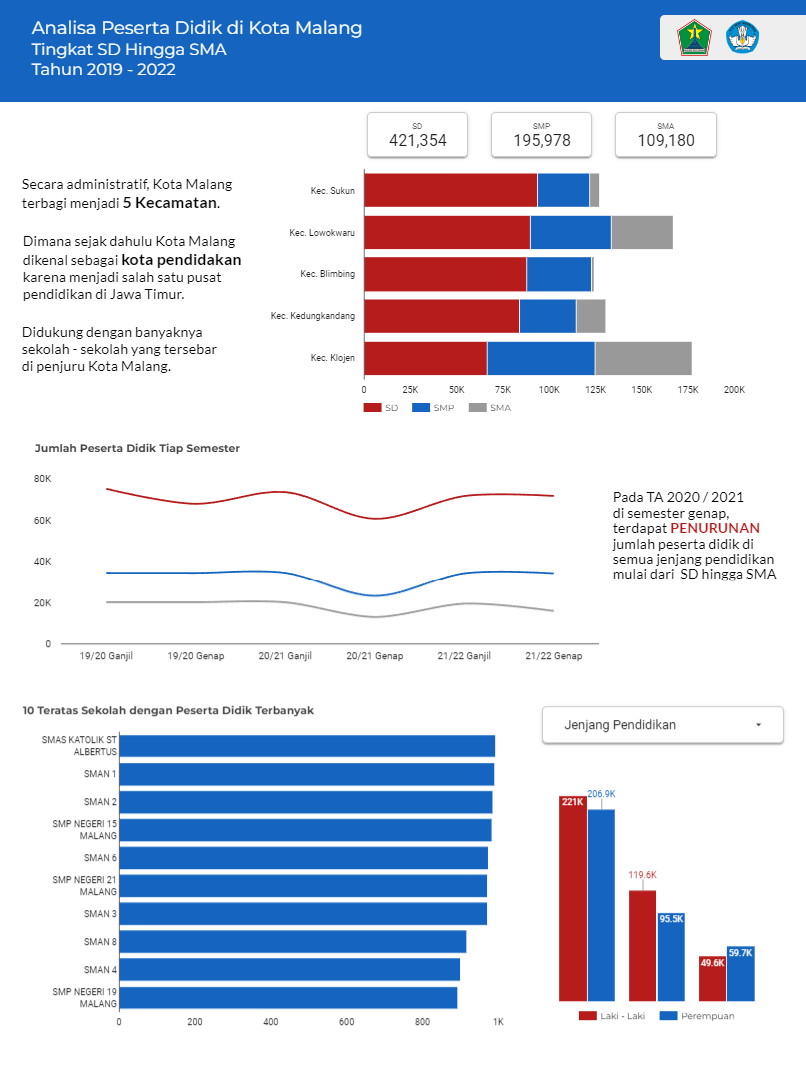 Analisa Peserta Didik di Kota Malang
Tingkat SD Hingga SMA
Tahun 2019 - 2022
SD
421,354
SMP
195,978
SMA
109,180
Secara administratif, Kota Malang
terbagi menjadi 5 Kecamatan.
Dimana sejak dahulu Kota Malang
dikenal sebagai kota pendidakan
karena menjadi salah satu pusat
pendidikan di Jawa Timur.
Didukung dengan banyaknya
sekolah - sekolah yang tersebar
di penjuru Kota Malang.
Kec. Sukun
Kec. Lowokwaru
Kec. Blimbing
Kec. Kedungkandang
Kec. Klojen
0 25K 50K 75K 100K 125K 150K 175K 200K
SD SMP SMA
Jumlah Peserta Didik Tiap Semester
80K
60K
40K
20K
0
19/20 Ganjil 19/20 Genap 20/21 Ganjil 20/21 Genap 21/22 Ganjil 21/22 Genap
Pada TA 2020 / 2021
di semester genap,
terdapat PENURUNAN
jumlah peserta didik di
semua jenjang pendidikan
mulai dari SD hingga SMA
10 Teratas Sekolah dengan Peserta Didik Terbanyak
SMAS KATOLIK ST
ALBERTUS
SMAN 1
SMAN 2
SMP NEGERI 15
MALANG
SMAN 6
SMP NEGERI 21
MALANG
SMAN 3
SMAN 8
SMAN 4
SMP NEGERI 19
MALANG
0 200 400 600 800 1K
Jenjang Pendidikan
221K
206.9K
119.6K
95.5K
49.6K
59.7K
Laki - Laki Perempuan